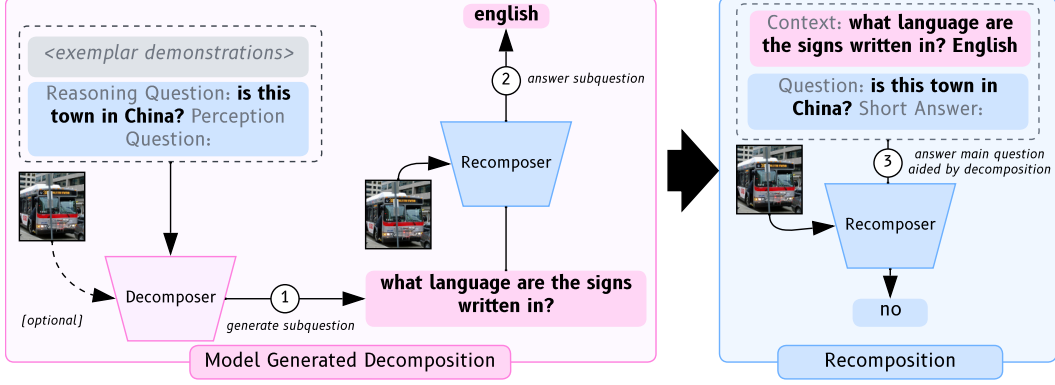 <exemplar demonstrations>
Reasoning Question: is this
town in China? Perception
Question:
[optional]
Decomposer
1
generate subquestion
what language are the signs
written in?
Recomposer
2
answer subquestion
english
Model Generated Decomposition
Context: what language are
the signs written in? English
Question: is this town in
China? Short Answer:
3
answer main question
aided by decomposition
Recomposer
no
Recomposition